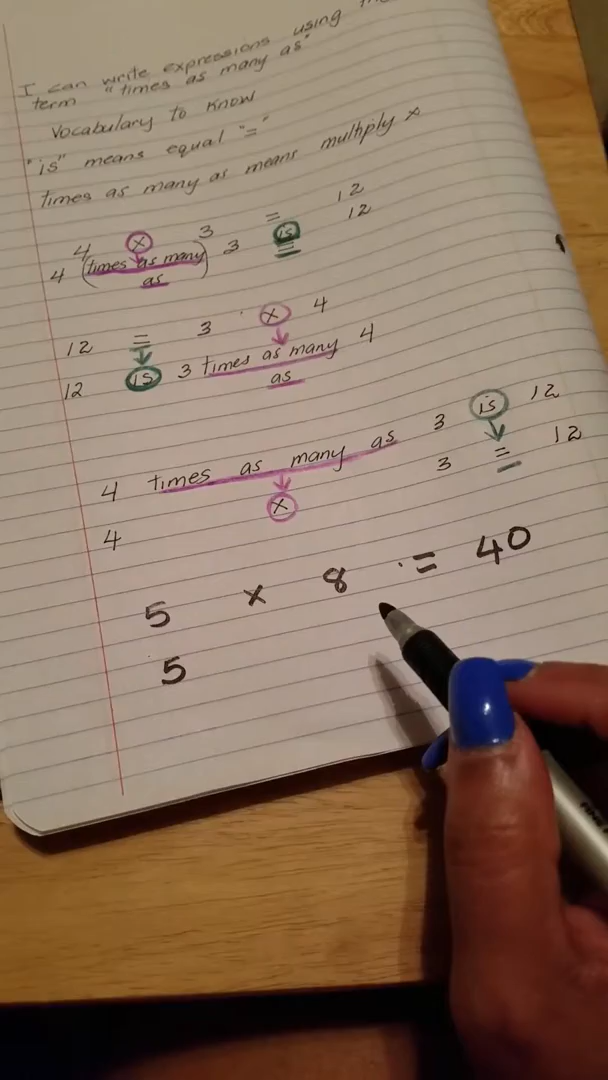 I can write expressions using the
term "times as many as."
Vocabulary to know
"is" means equal "="
times as many as means multiply ×
4 × 3 = 12
4 (times as many as) 3 is 12
=
12 = 3 × 4
12 is 3 times as many as 4
4 times as many as 3 is 12
4 × 3 = 12
5 × 8 = 40
5